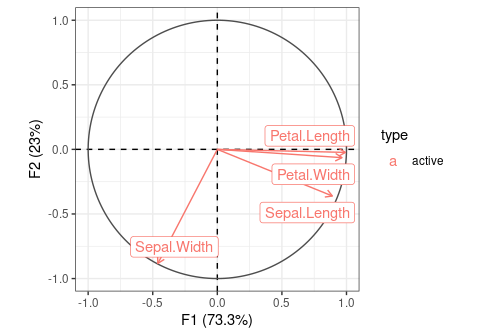 1.0
0.5
0.0
-0.5
-1.0
F2 (23%)
Petal.Length
Petal.Width
Sepal.Length
Sepal.Width
-1.0 -0.5 0.0 0.5 1.0
F1 (73.3%)
type
a active